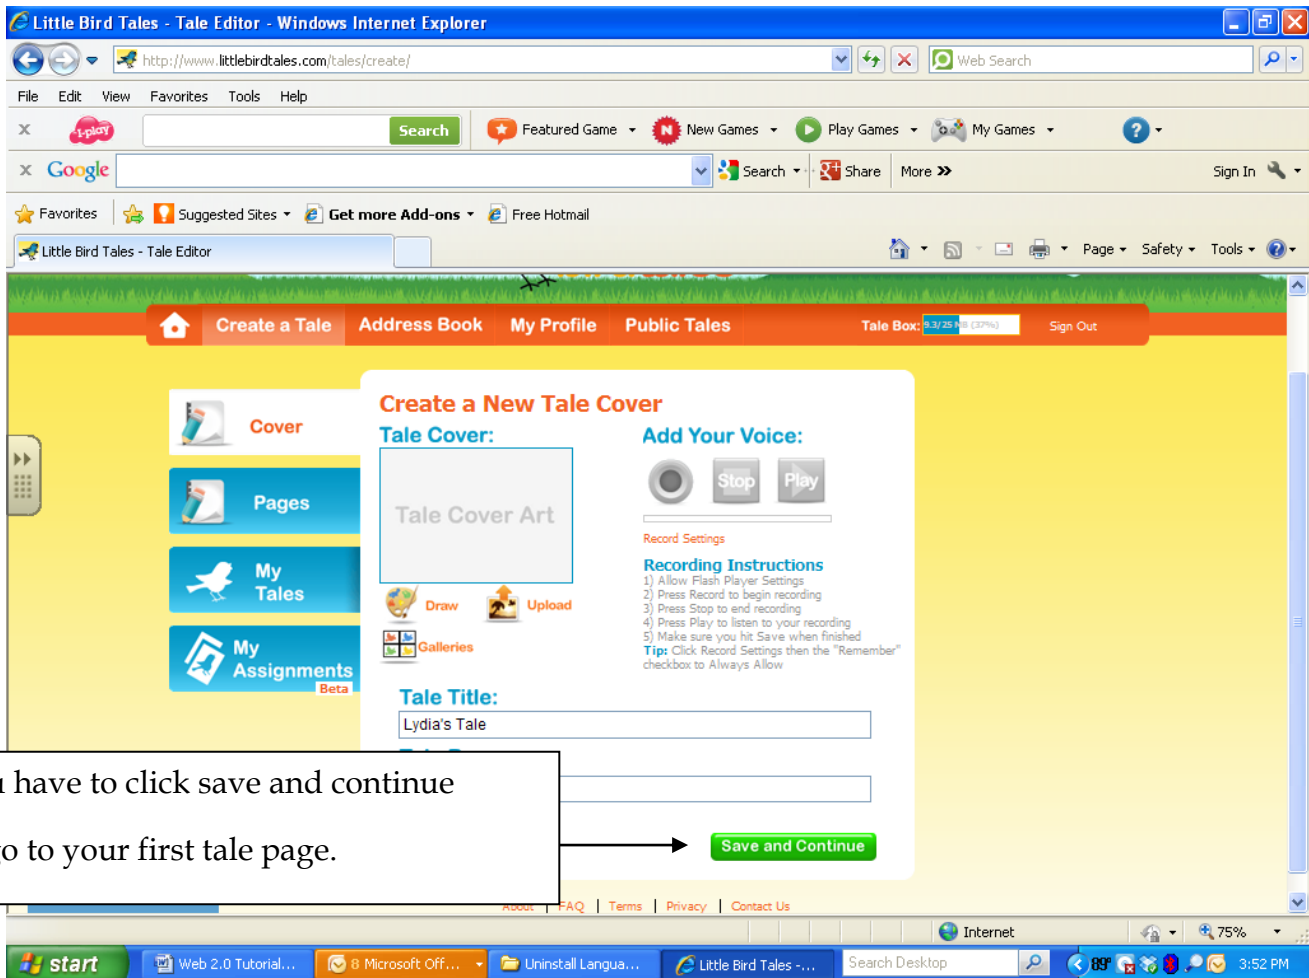 Little Bird Tales - Tale Editor - Windows Internet Explorer
http://www.littlebirdtales.com/tales/create/
Web Search
File Edit View Favorites Tools Help
x i-play Search Featured Game New Games Play Games My Games ?
x Google Search Share More >> Sign In
Favorites Suggested Sites Get more Add-ons Free Hotmail
Little Bird Tales - Tale Editor Page Safety Tools
Create a Tale Address Book My Profile Public Tales Tale Box: 9.3/25 MB (37%) Sign Out
Cover
Pages
My
Tales
My
Assignments
Beta
Create a New Tale Cover
Tale Cover:
Tale Cover Art
Draw Upload
Galleries
Add Your Voice:
Stop Play
Record Settings
Recording Instructions
1) Allow Flash Player Settings
2) Press Record to begin recording
3) Press Stop to end recording
4) Press Play to listen to your recording
5) Make sure you hit Save when finished
Tip: Click Record Settings then the "Remember"
checkbox to Always Allow
Tale Title:
Lydia's Tale
have to click save and continue
to your first tale page.
Save and Continue
About | FAQ | Terms | Privacy | Contact Us
Internet 75%
start Web 2.0 Tutorial... 8 Microsoft Off... Uninstall Langua... Little Bird Tales -... Search Desktop 89° 3:52 PM